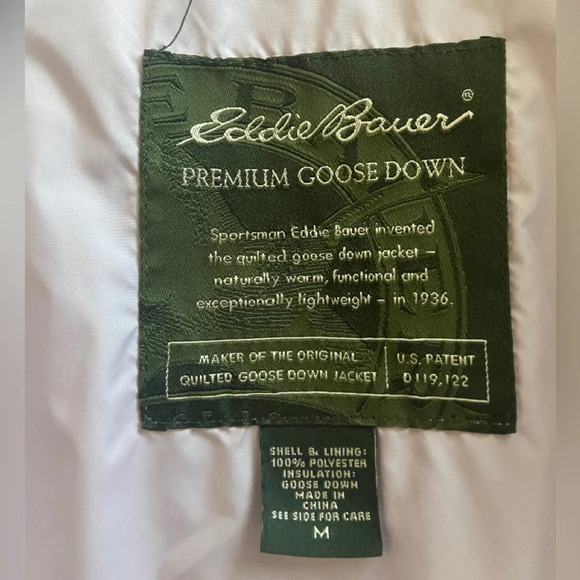 Eddie Bauer®
PREMIUM GOOSE DOWN
Sportsman Eddie Bauer invented
the quilted goose down jacket –
naturally warm, functional and
exceptionally lightweight – in 1936.
MAKER OF THE ORIGINAL
QUILTED GOOSE DOWN JACKET
U.S. PATENT
D119,122
SHELL & LINING:
100% POLYESTER
INSULATION:
GOOSE DOWN
MADE IN
CHINA
SEE SIDE FOR CARE
M